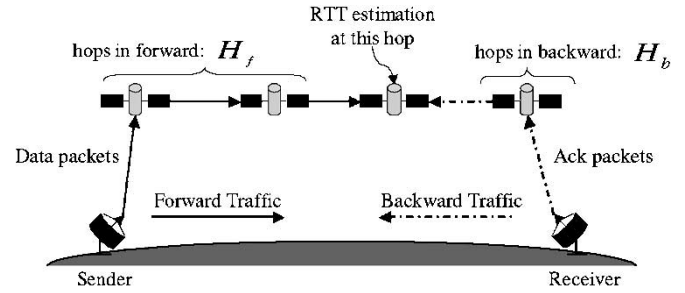 RTT estimation
at this hop
hops in forward: H_f
hops in backward: H_b
Data packets
Ack packets
Forward Traffic
Backward Traffic
Sender
Receiver